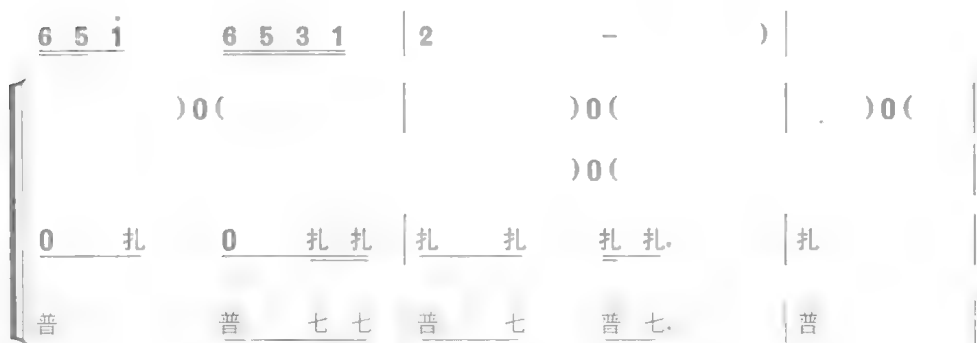 6 5 i̇ 6 5 3 1 | 2 - ) |
) 0 ( | ) 0 ( | ) 0 (
) 0 (
0 扎 0 扎 扎 | 扎 扎 扎 扎. | 扎
普 普 七 七 普 七 普 七. | 普